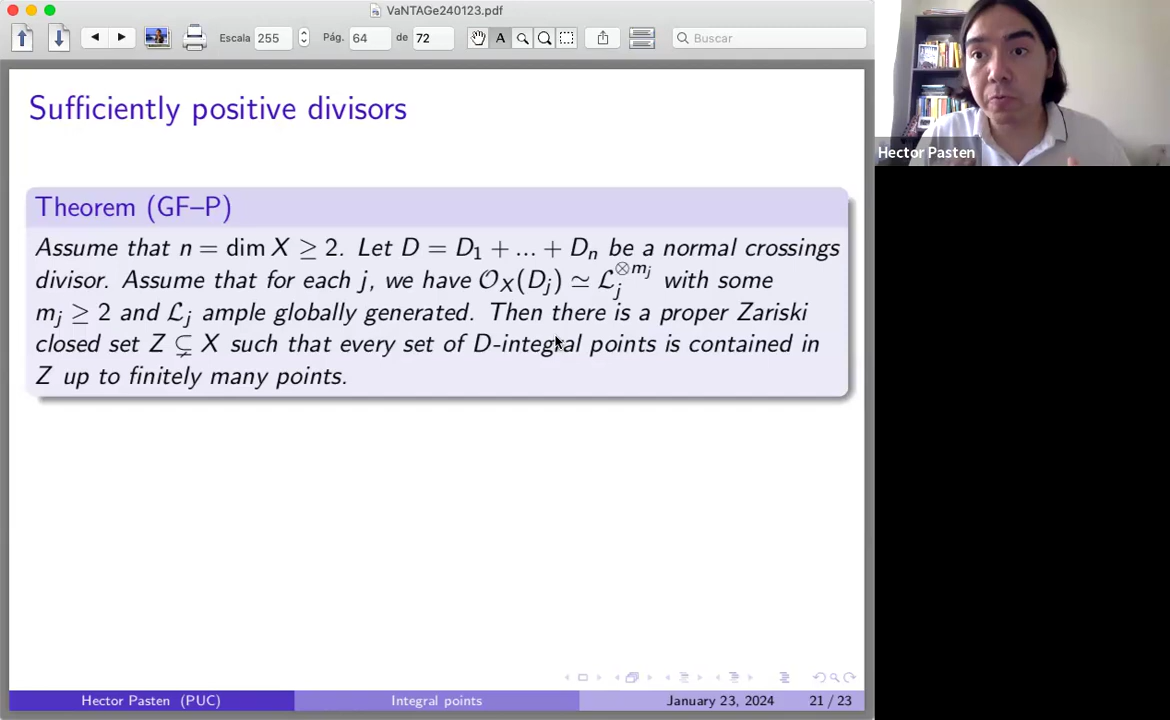 VaNTAGe240123.pdf
Escala 255 Pág. 64 de 72 A Buscar
Hector Pasten
Sufficiently positive divisors
Theorem (GF–P)
Assume that n = dim X ≥ 2. Let D = D₁ + ... + Dₙ be a normal crossings
divisor. Assume that for each j, we have 𝒪_X(D_j) ≃ ℒ_j^{⊗m_j} with some
m_j ≥ 2 and ℒ_j ample globally generated. Then there is a proper Zariski
closed set Z ⊊ X such that every set of D-integral points is contained in
Z up to finitely many points.
Hector Pasten (PUC) Integral points January 23, 2024 21 / 23